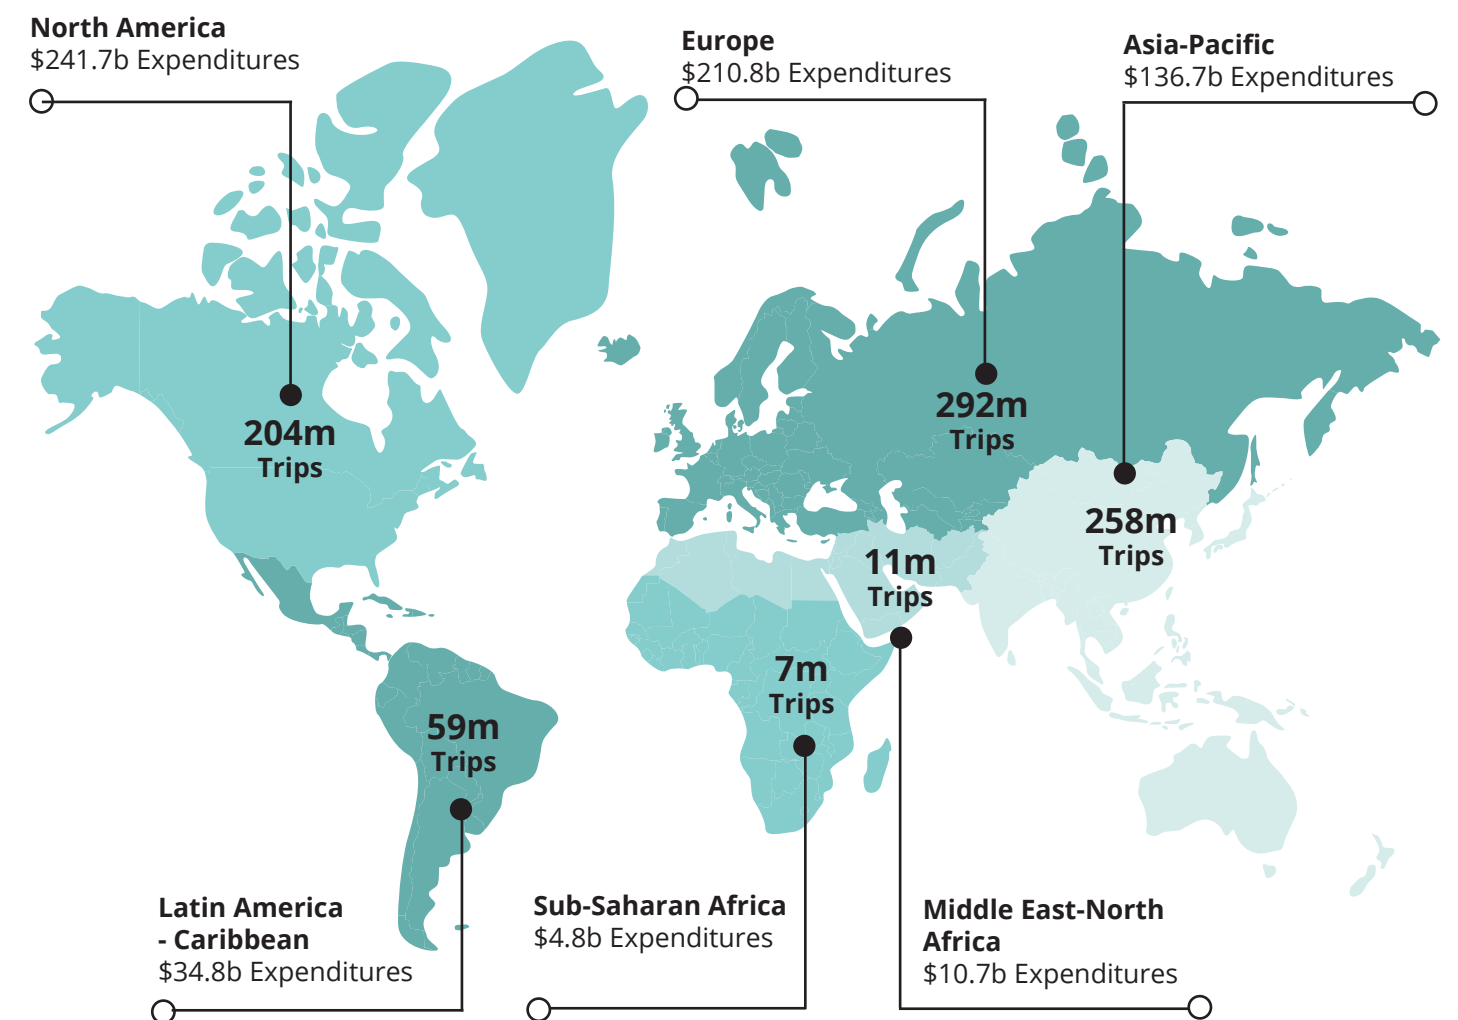 North America
$241.7b Expenditures
Europe
$210.8b Expenditures
Asia-Pacific
$136.7b Expenditures
204m
Trips
292m
Trips
258m
Trips
11m
Trips
7m
Trips
59m
Trips
Latin America
- Caribbean
$34.8b Expenditures
Sub-Saharan Africa
$4.8b Expenditures
Middle East-North
Africa
$10.7b Expenditures